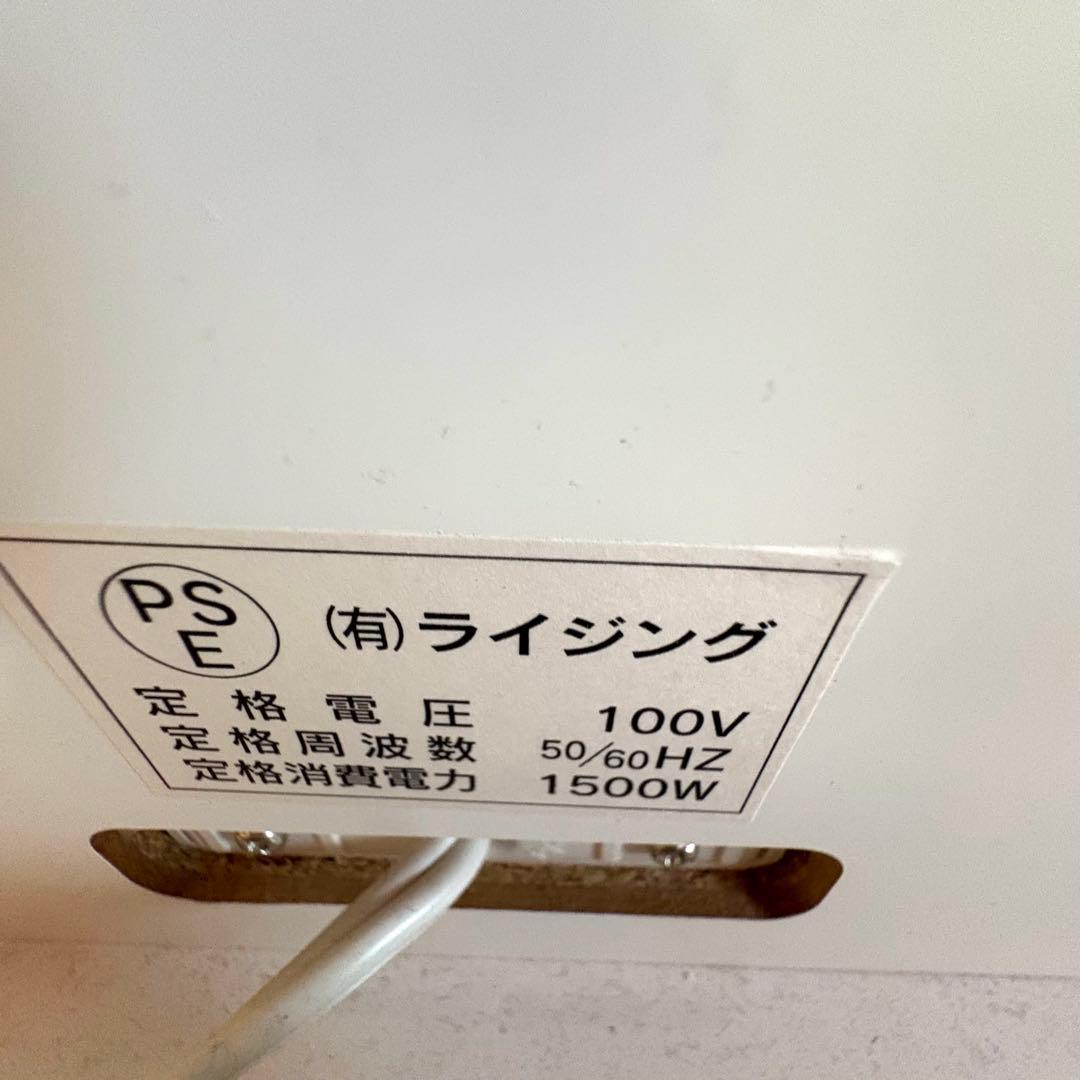 PSE (有)ライジング
定格電圧 100V
定格周波数 50/60HZ
定格消費電力 1500W